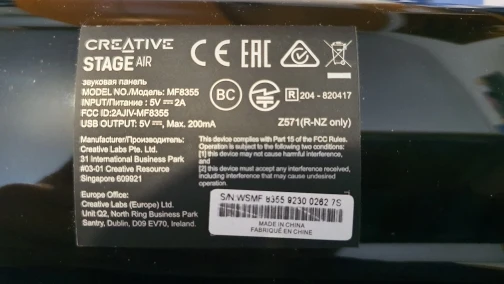 CREATIVE
STAGE AIR
звуковая панель
MODEL NO./Модель: MF8355
INPUT/Питание : 5V ⎓ 2A
FCC ID:2AJIV-MF8355
USB OUTPUT: 5V ⎓, Max. 200mA
CE EAC
BC
R 204 - 820417
Z571(R-NZ only)
Manufacturer/Производитель:
Creative Labs Pte. Ltd.
31 International Business Park
#03-01 Creative Resource
Singapore 609921
Europe Office:
Creative Labs (Europe) Ltd.
Unit Q2, North Ring Business Park
Santry, Dublin, D09 EV70, Ireland.
This device complies with Part 15 of the FCC Rules.
Operation is subject to the following two conditions:
[1] this device may not cause harmful interference,
and
[2] this device must accept any interference received,
including interference that may cause undesired
operation.
S/N:WSMF 8355 9230 0262 7S
MADE IN CHINA
FABRIQUÉ EN CHINE